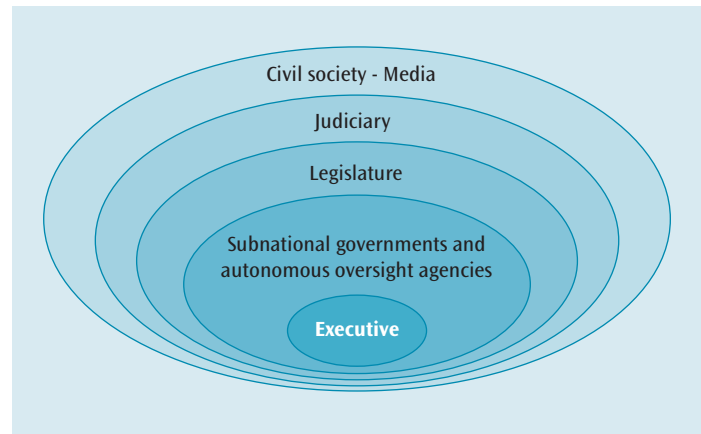 Civil society - Media
Judiciary
Legislature
Subnational governments and
autonomous oversight agencies
Executive